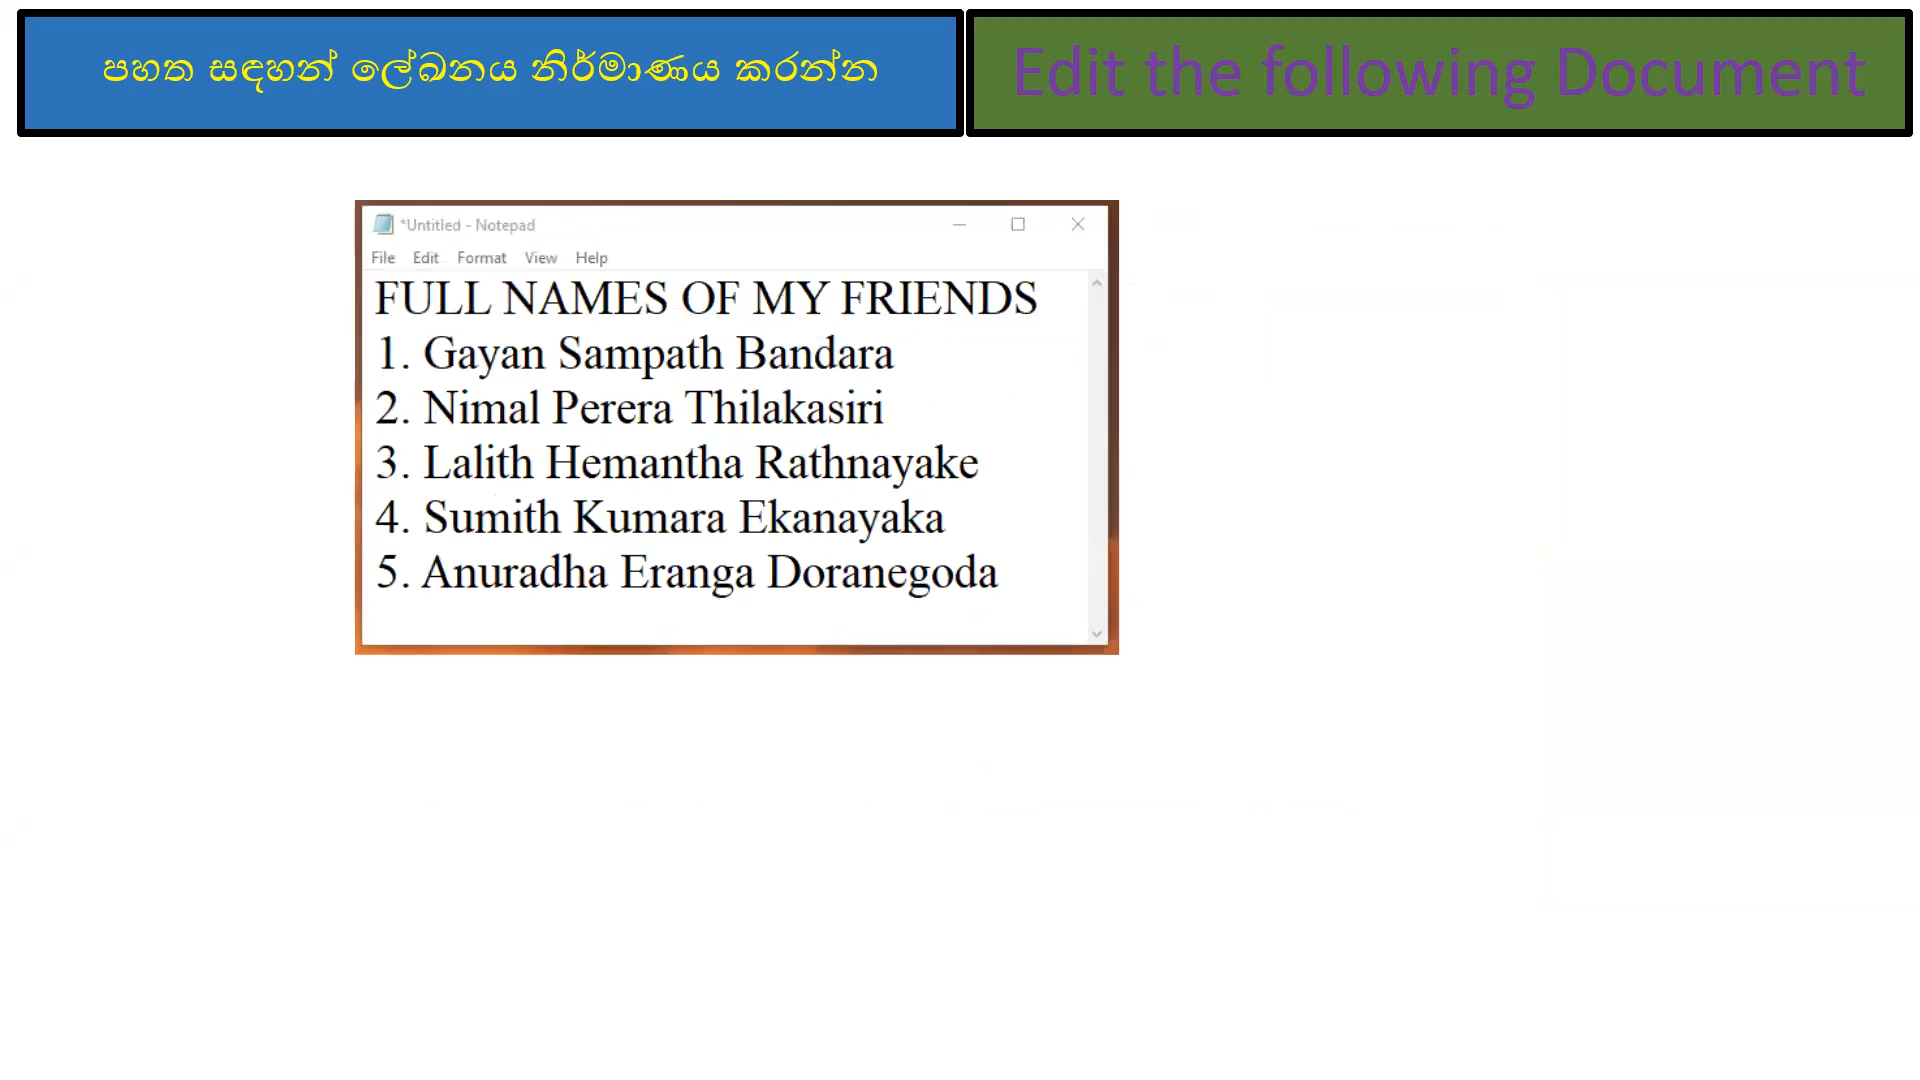 පහත සඳහන් ලේඛනය නිර්මාණය කරන්න
Edit the following Document
*Untitled - Notepad
File Edit Format View Help
FULL NAMES OF MY FRIENDS
1. Gayan Sampath Bandara
2. Nimal Perera Thilakasiri
3. Lalith Hemantha Rathnayake
4. Sumith Kumara Ekanayaka
5. Anuradha Eranga Doranegoda